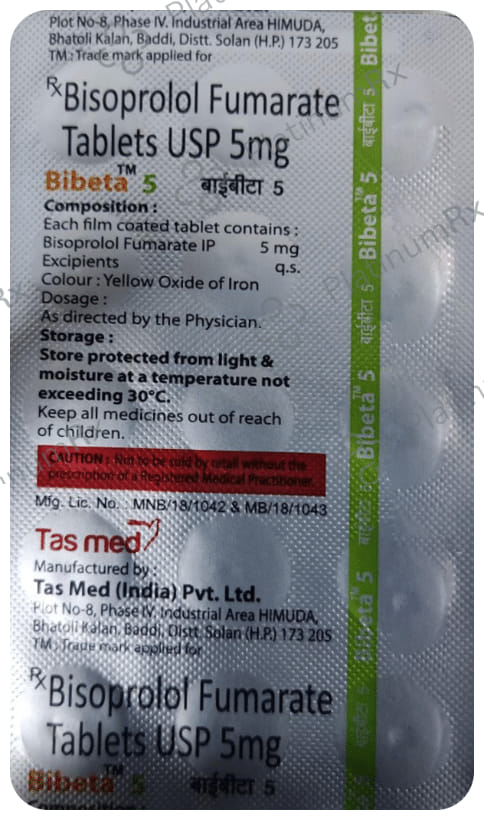 Plot No-8, Phase IV. Industrial Area HIMUDA,
Bhatoli Kalan, Baddi, Distt. Solan (H.P.) 173 205
TM : Trade mark applied for
Rx Bisoprolol Fumarate
Tablets USP 5mg
Bibeta™ 5 बाईबीटा 5
Composition :
Each film coated tablet contains :
Bisoprolol Fumarate IP 5 mg
Excipients q.s.
Colour : Yellow Oxide of Iron
Dosage :
As directed by the Physician.
Storage :
Store protected from light &
moisture at a temperature not
exceeding 30°C.
Keep all medicines out of reach
of children.
CAUTION : Not to be sold by retail without the
prescription of a Registered Medical Practitioner.
Mfg. Lic. No. : MNB/18/1042 & MB/18/1043
Tas med
Manufactured by :
Tas Med (India) Pvt. Ltd.
Plot No-8, Phase IV. Industrial Area HIMUDA,
Bhatoli Kalan, Baddi, Distt. Solan (H.P.) 173 205
TM : Trade mark applied for
Rx Bisoprolol Fumarate
Tablets USP 5mg
Bibeta™ 5 बाईबीटा 5
Composition :
5 बाईबीटा 5 Bibeta™ 5 बाईबीटा 5 Bibeta™ 5 बाईबीटा 5 Bibeta™ 5 बाईबीटा 5 Bibet
PlatinumRx